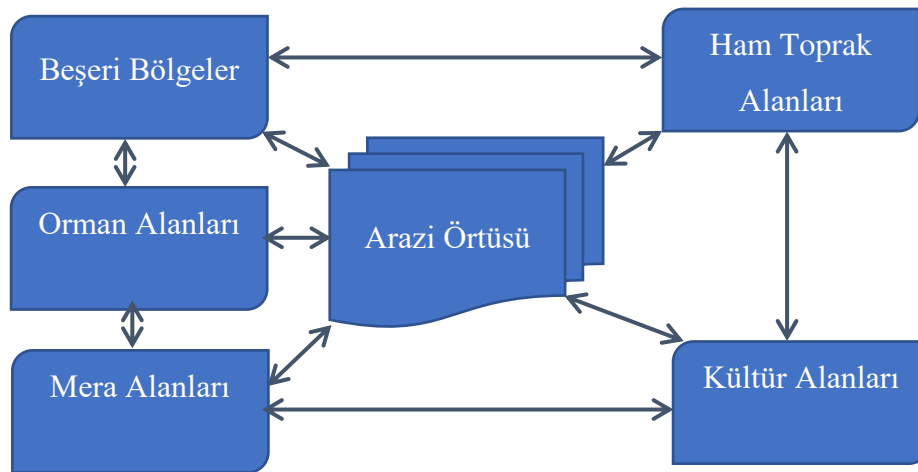 Beşeri Bölgeler
Ham Toprak
Alanları
Orman Alanları
Arazi Örtüsü
Mera Alanları
Kültür Alanları